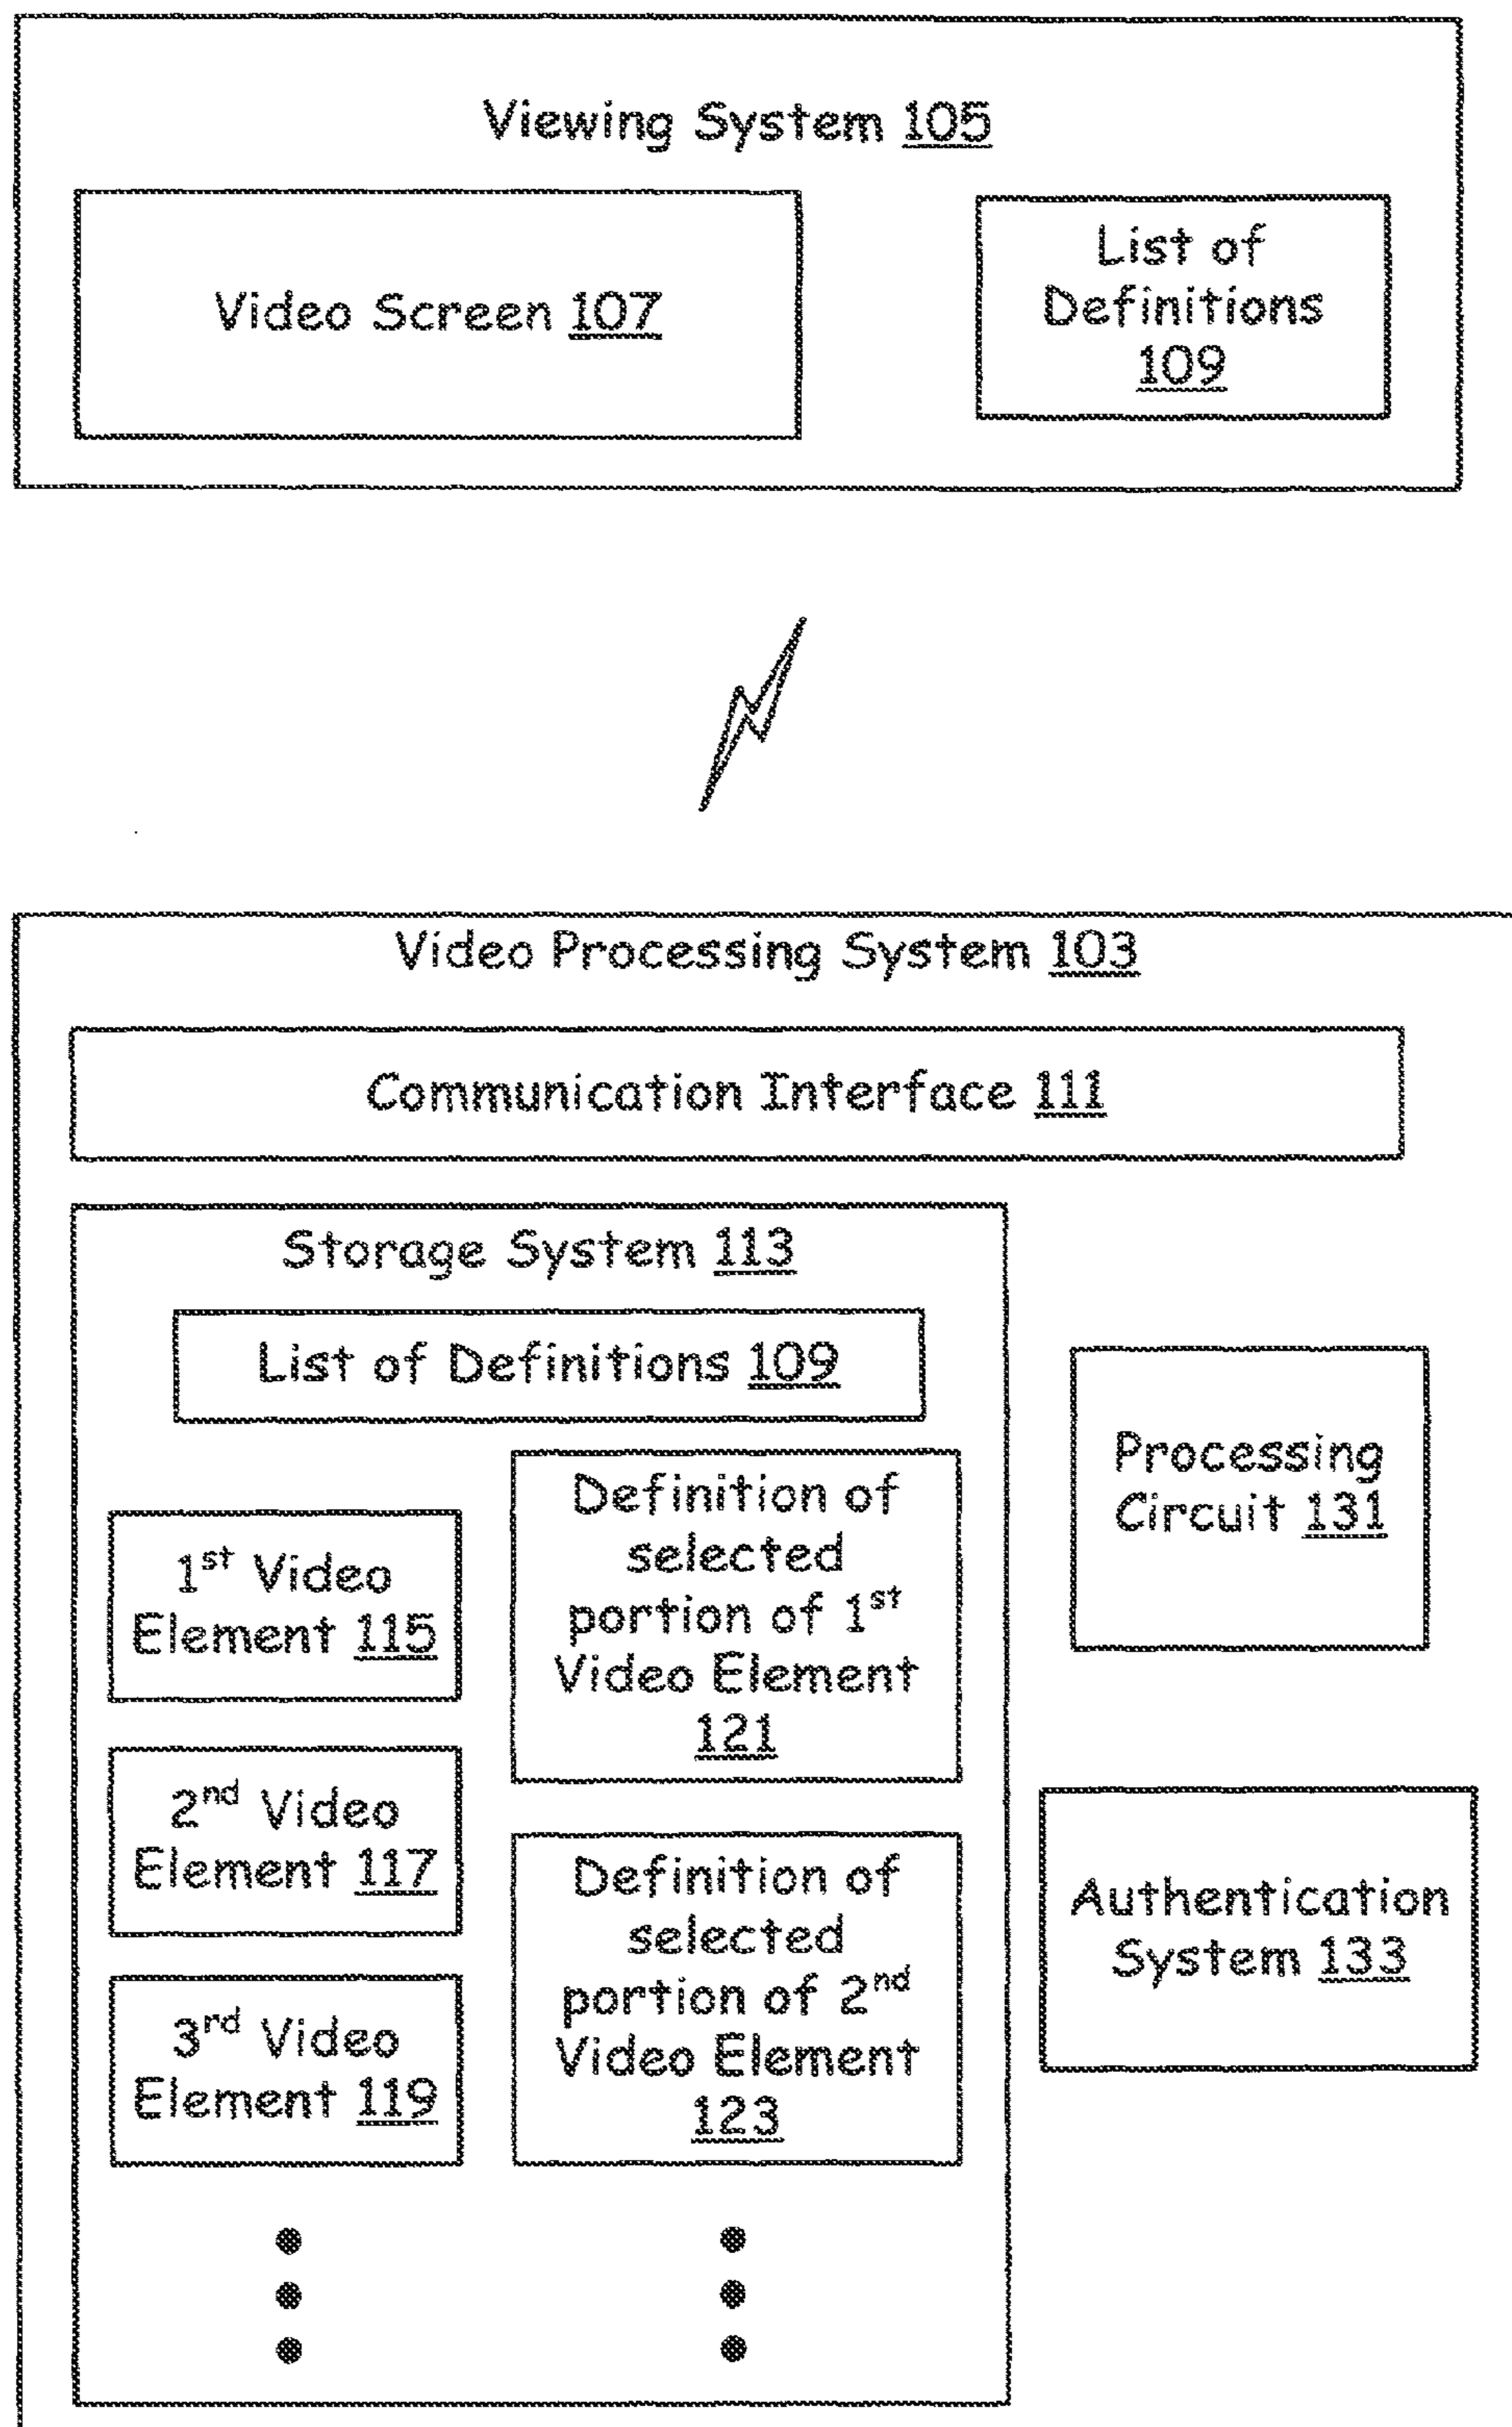 Viewing System 105
Video Screen 107
List of
Definitions
109
Video Processing System 103
Communication Interface 111
Storage System 113
List of Definitions 109
1st Video
Element 115
2nd Video
Element 117
3rd Video
Element 119
Definition of
selected
portion of 1st
Video Element
121
Definition of
selected
portion of 2nd
Video Element
123
Processing
Circuit 131
Authentication
System 133